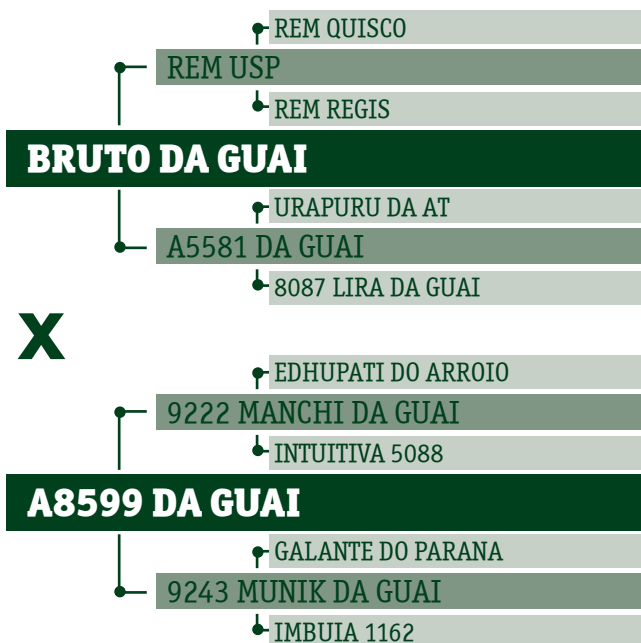 REM QUISCO
REM USP
REM REGIS
BRUTO DA GUAI
URAPURU DA AT
A5581 DA GUAI
8087 LIRA DA GUAI
X
EDHUPATI DO ARROIO
9222 MANCHI DA GUAI
INTUITIVA 5088
A8599 DA GUAI
GALANTE DO PARANA
9243 MUNIK DA GUAI
IMBUIA 1162